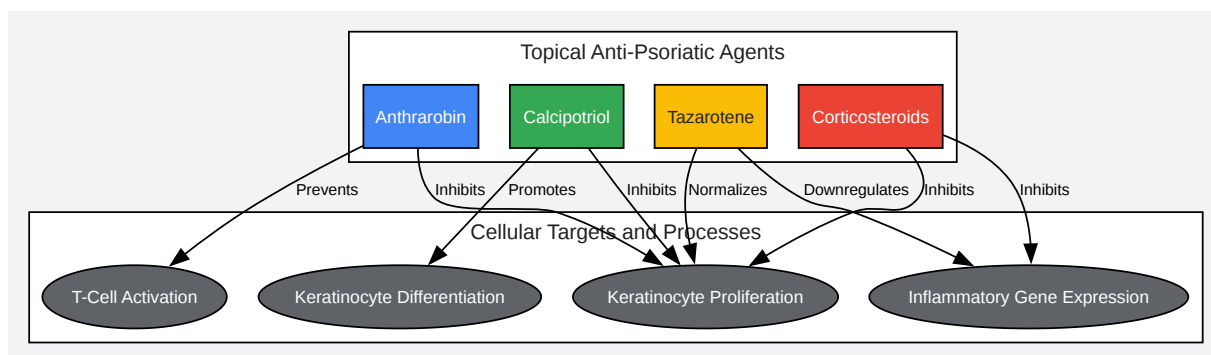 Topical Anti-Psoriatic Agents
Anthrarobin
Calcipotriol
Tazarotene
Corticosteroids
Prevents
Inhibits
Promotes
Inhibits
Normalizes
Downregulates
Inhibits
Inhibits
Cellular Targets and Processes
T-Cell Activation
Keratinocyte Differentiation
Keratinocyte Proliferation
Inflammatory Gene Expression